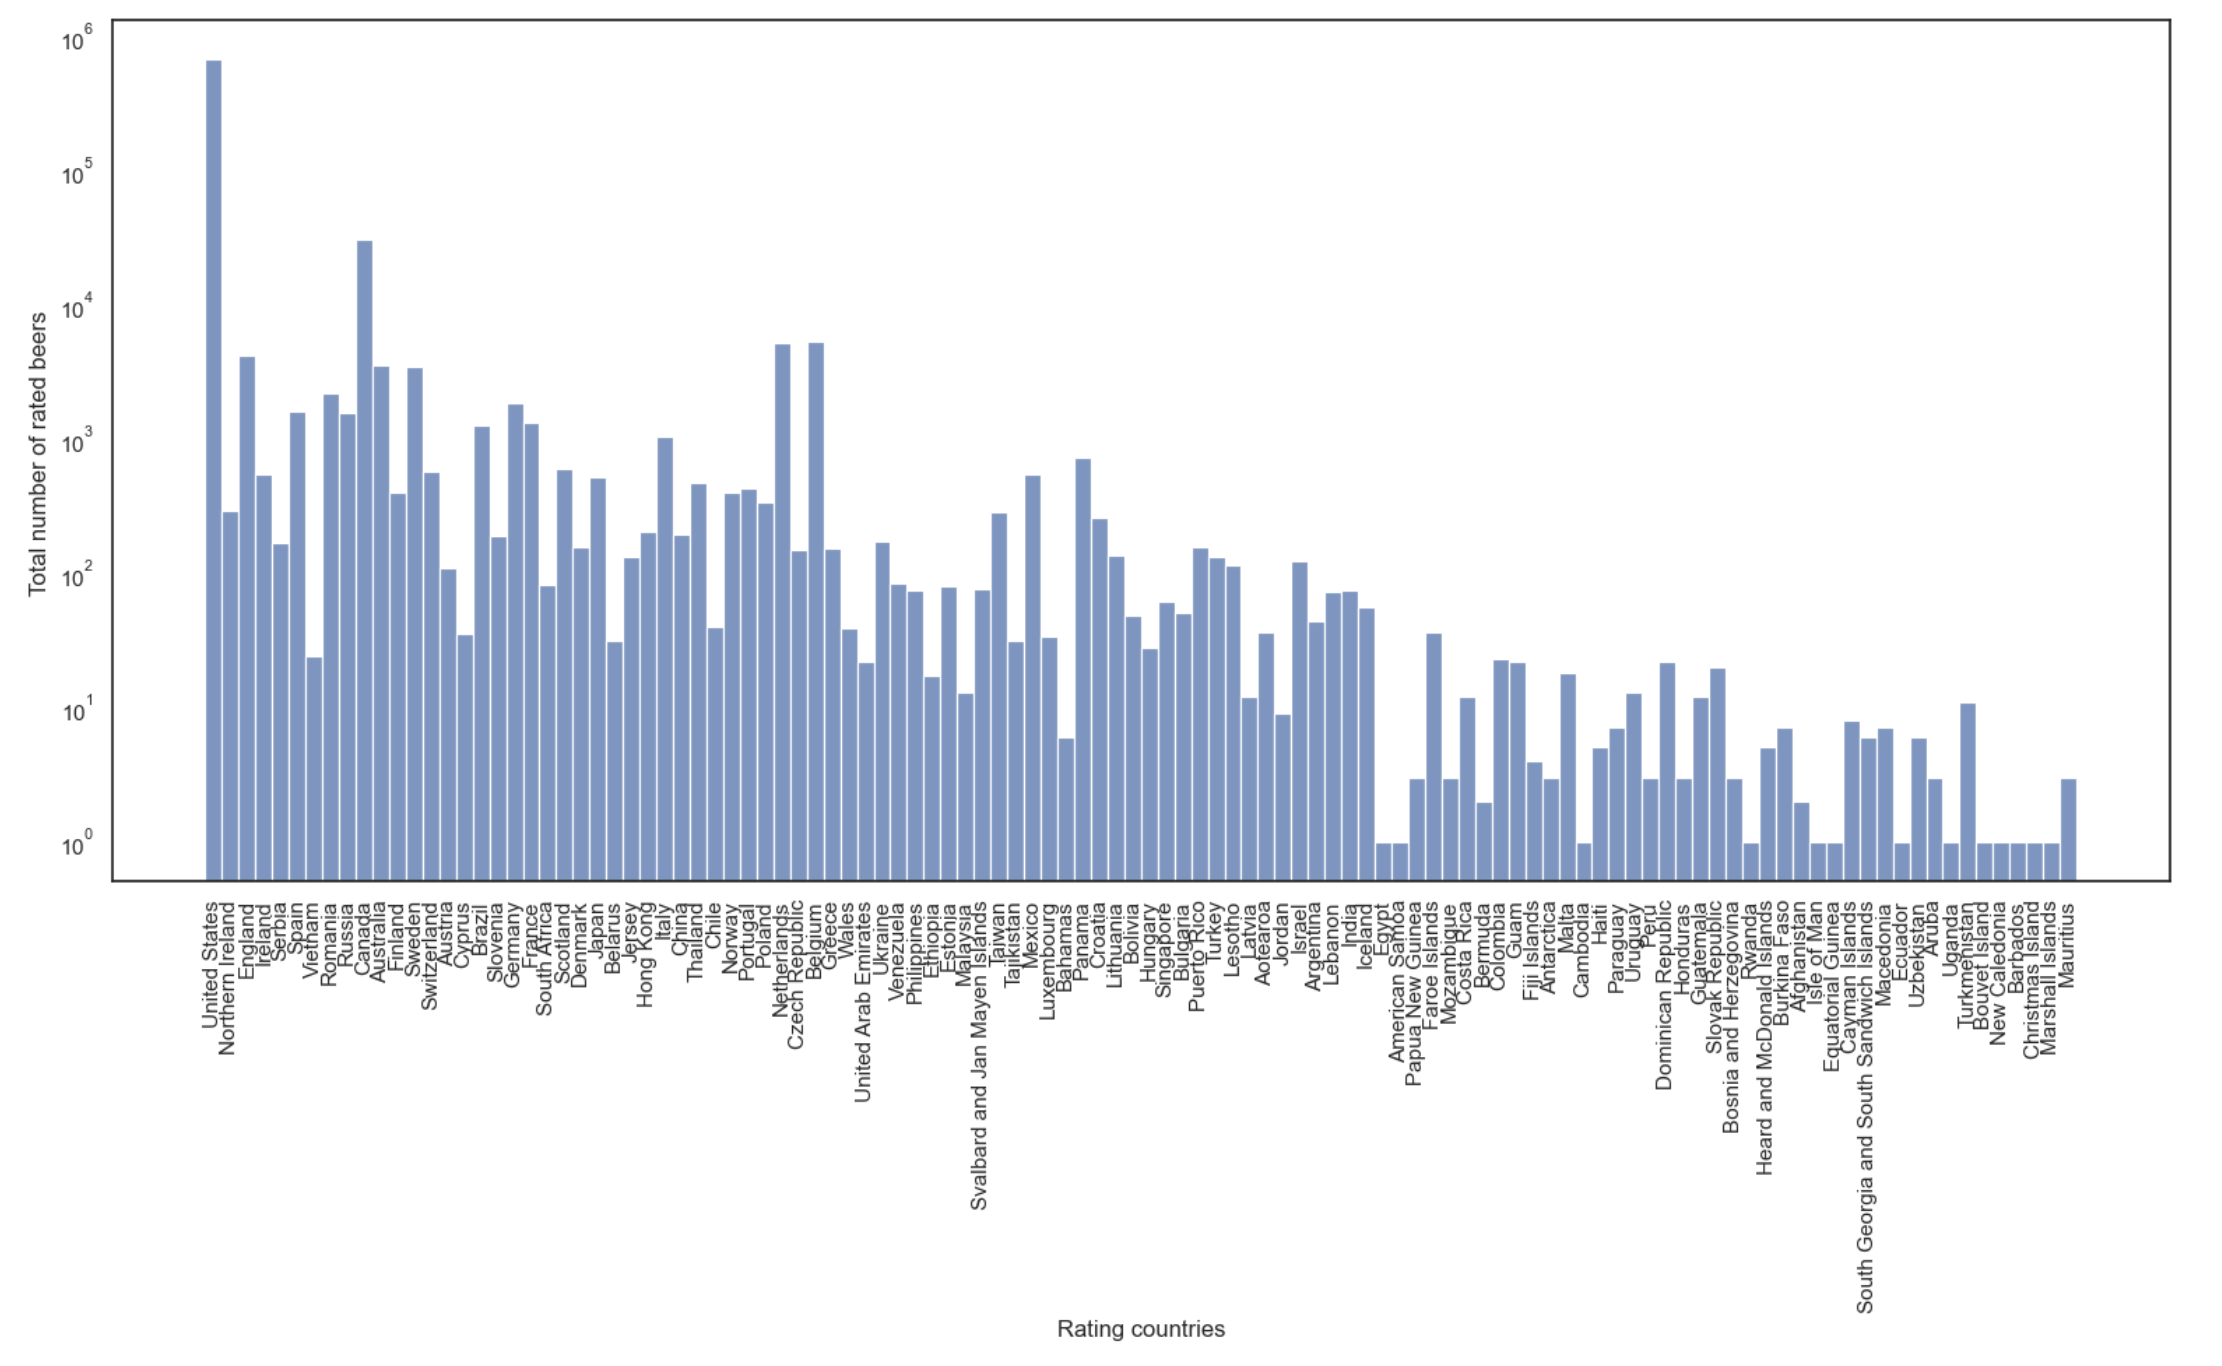 10^6
10^5
10^4
10^3
10^2
10^1
10^0
Total number of rated beers
United States
Northern Ireland
England
Ireland
Serbia
Spain
Vietnam
Romania
Russia
Canada
Australia
Finland
Sweden
Switzerland
Austria
Cyprus
Brazil
Slovenia
Germany
France
South Africa
Scotland
Denmark
Japan
Belarus
Jersey
Hong Kong
Italy
China
Thailand
Chile
Norway
Portugal
Poland
Netherlands
Czech Republic
Belgium
Greece
Wales
United Arab Emirates
Ukraine
Venezuela
Philippines
Ethiopia
Estonia
Malaysia
Svalbard and Jan Mayen Islands
Taiwan
Tajikistan
Mexico
Luxembourg
Bahamas
Panama
Croatia
Lithuania
Bolivia
Hungary
Singapore
Bulgaria
Puerto Rico
Turkey
Lesotho
Latvia
Aotearoa
Jordan
Israel
Argentina
Lebanon
India
Iceland
Egypt
American Samoa
Papua New Guinea
Faroe Islands
Mozambique
Costa Rica
Bermuda
Colombia
Guam
Fiji Islands
Antarctica
Malta
Cambodia
Haiti
Paraguay
Uruguay
Peru
Dominican Republic
Honduras
Guatemala
Slovak Republic
Bosnia and Herzegovina
Rwanda
Heard and McDonald Islands
Burkina Faso
Afghanistan
Isle of Man
Equatorial Guinea
Cayman Islands
South Georgia and South Sandwich Islands
Macedonia
Ecuador
Uzbekistan
Aruba
Uganda
Turkmenistan
Bouvet Island
New Caledonia
Barbados
Christmas Island
Marshall Islands
Mauritius
Rating countries